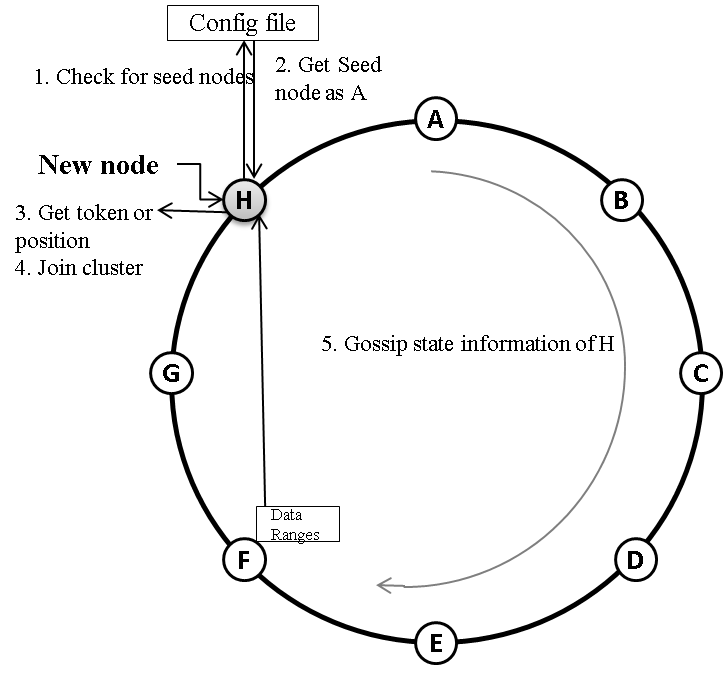 Config file
1. Check for seed nodes
2. Get Seed
node as A
A
New node
H
B
3. Get token or
position
4. Join cluster
5. Gossip state information of H
G
C
Data
Ranges
F
D
E